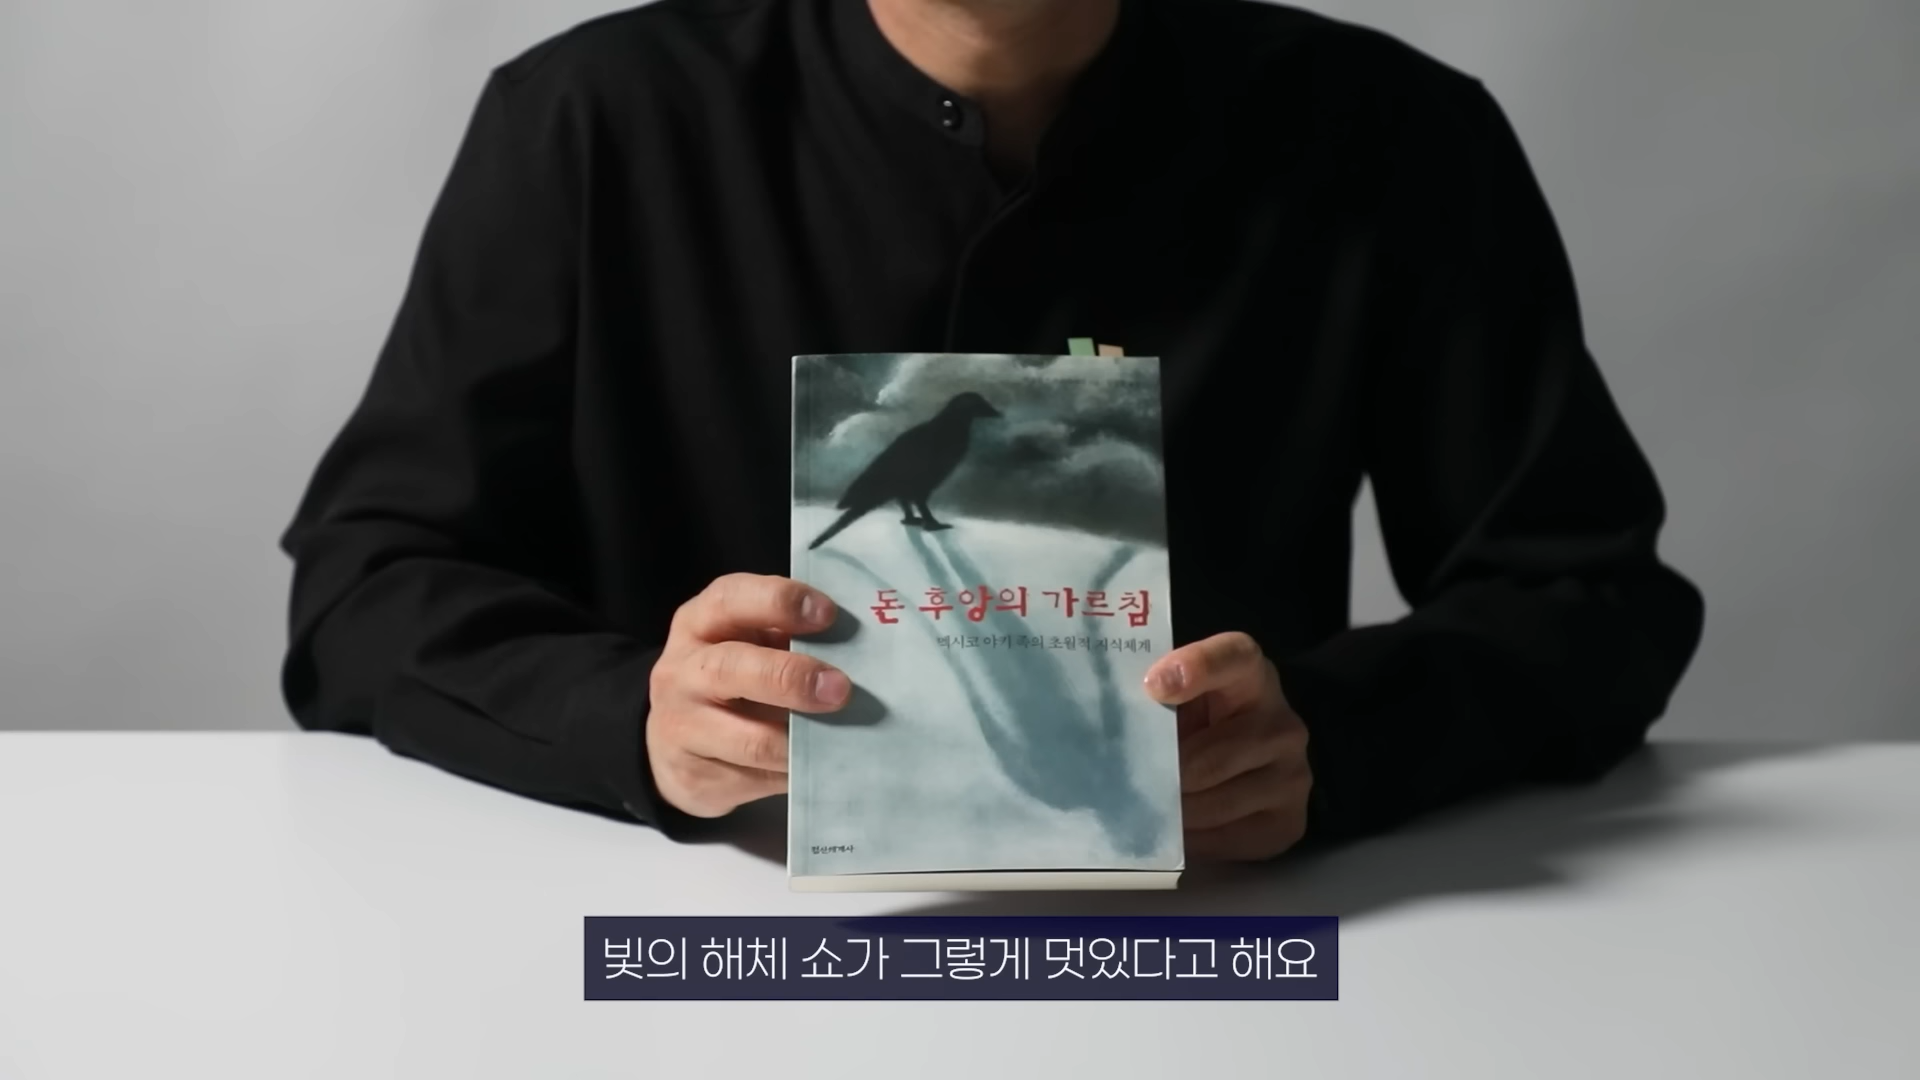 돈 후앙의 가르침
멕시코 야키 족의 초월적 지식체계
정신세계사
빛의 해체 쇼가 그렇게 멋있다고 해요